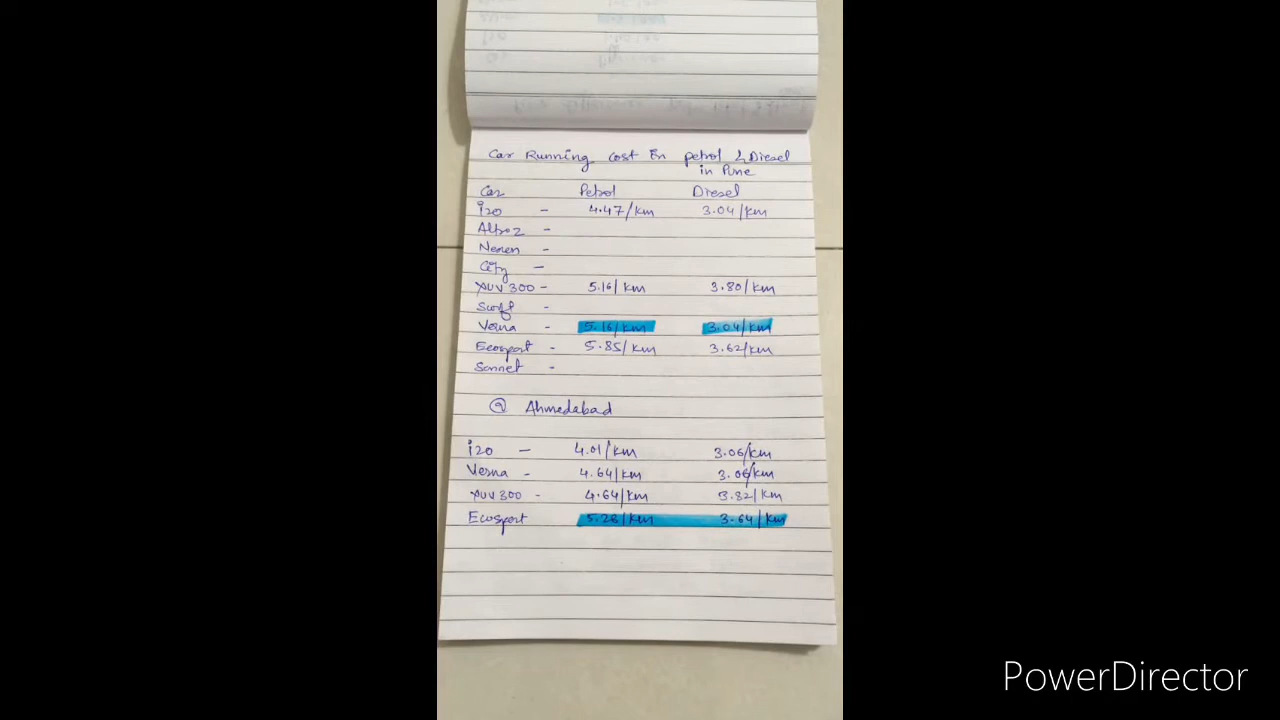 Car Running cost En petrol & Diesel
in Pune
Car Petrol Diesel
i20 - 4.47/km 3.04/km
Altroz -
Nexon -
City -
XUV 300 - 5.16/km 3.80/km
Verna - 5.16/km 3.04/km
Ecosport - 5.85/km 3.62/km
Sonnet -
@ Ahmedabad
i20 - 4.01/km 3.06/km
Verna - 4.64/km 3.06/km
XUV 300 - 4.64/km 3.82/km
Ecosport 5.28/km 3.64/km
PowerDirector